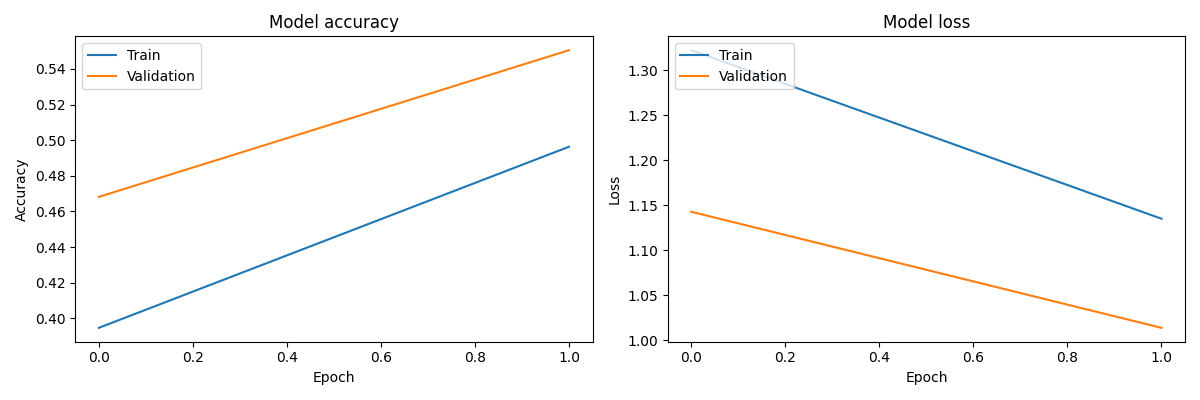 Model accuracy
Train
Validation
0.54
0.52
0.50
0.48
0.46
0.44
0.42
0.40
Accuracy
0.0 0.2 0.4 0.6 0.8 1.0
Epoch
Model loss
Train
Validation
1.30
1.25
1.20
1.15
1.10
1.05
1.00
Loss
0.0 0.2 0.4 0.6 0.8 1.0
Epoch